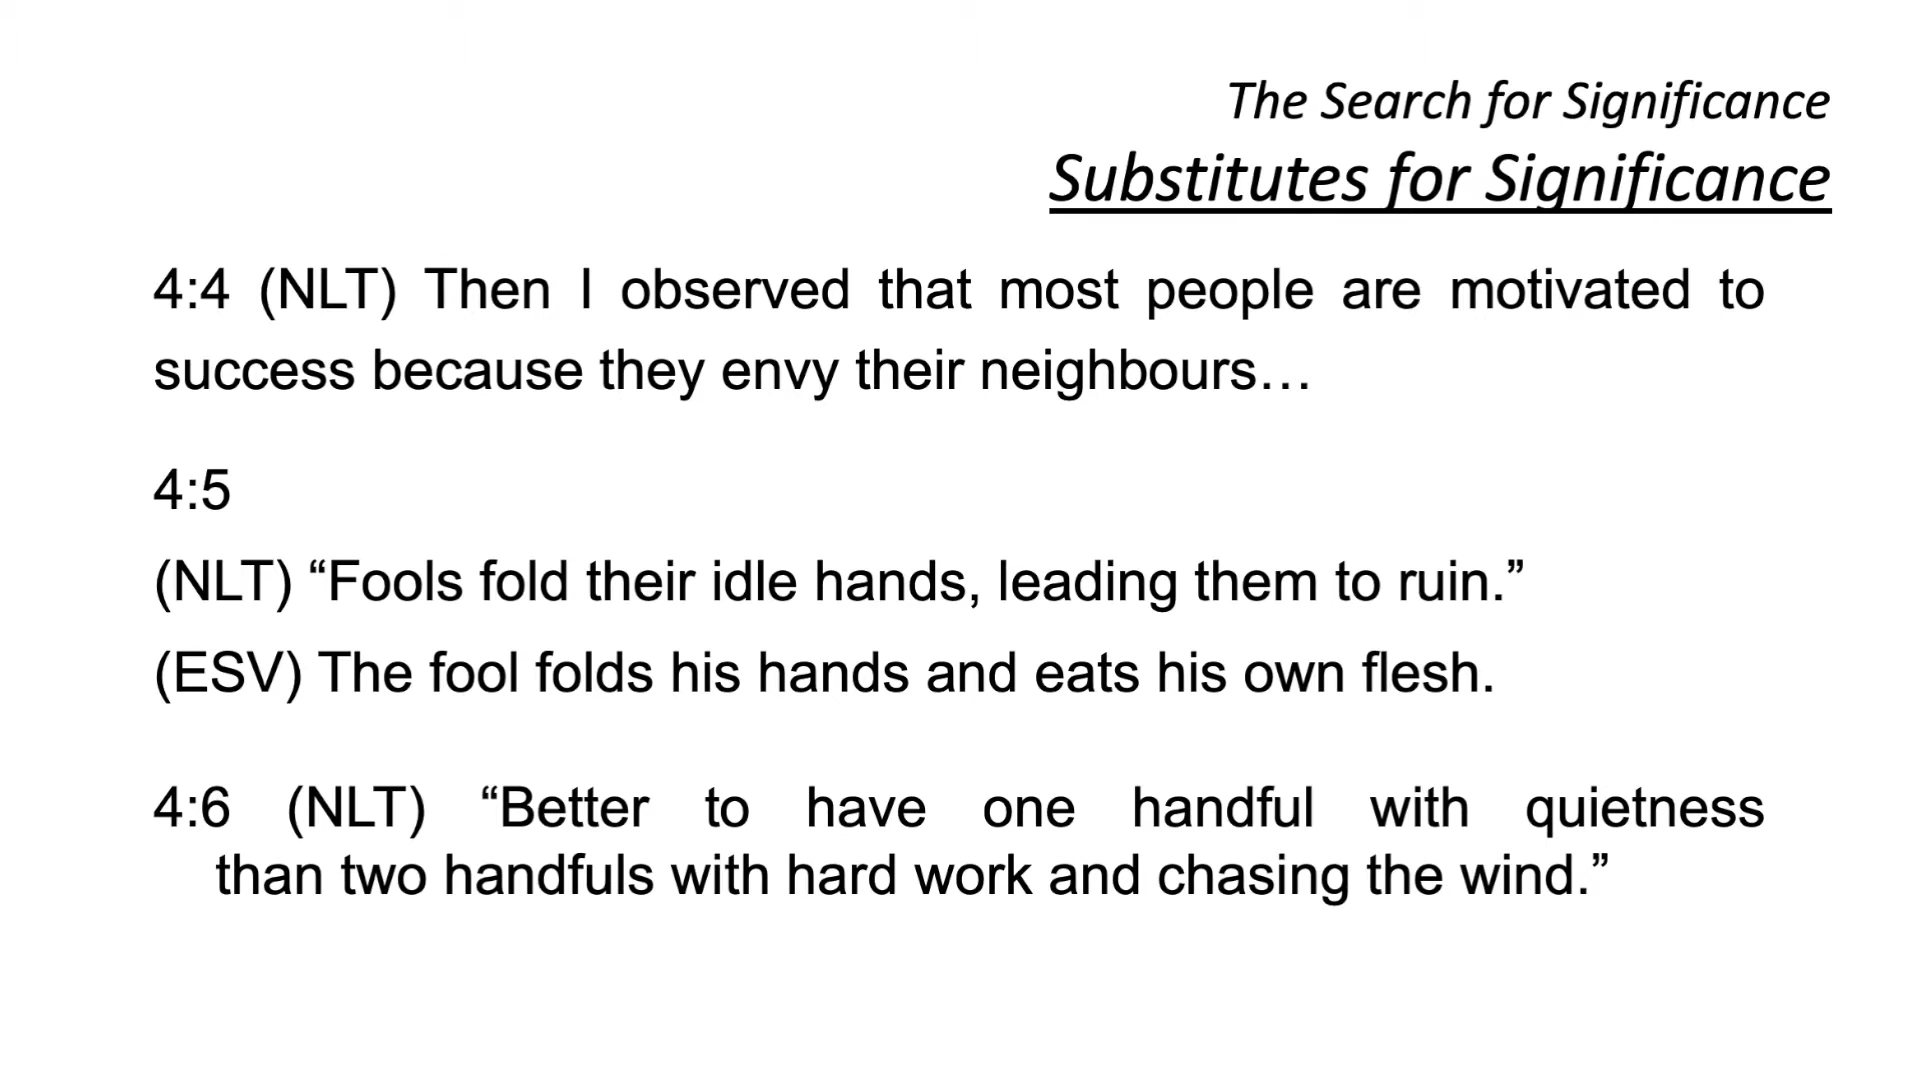 The Search for Significance
Substitutes for Significance
4:4 (NLT) Then I observed that most people are motivated to
success because they envy their neighbours…
4:5
(NLT) “Fools fold their idle hands, leading them to ruin.”
(ESV) The fool folds his hands and eats his own flesh.
4:6 (NLT) “Better to have one handful with quietness
than two handfuls with hard work and chasing the wind.”